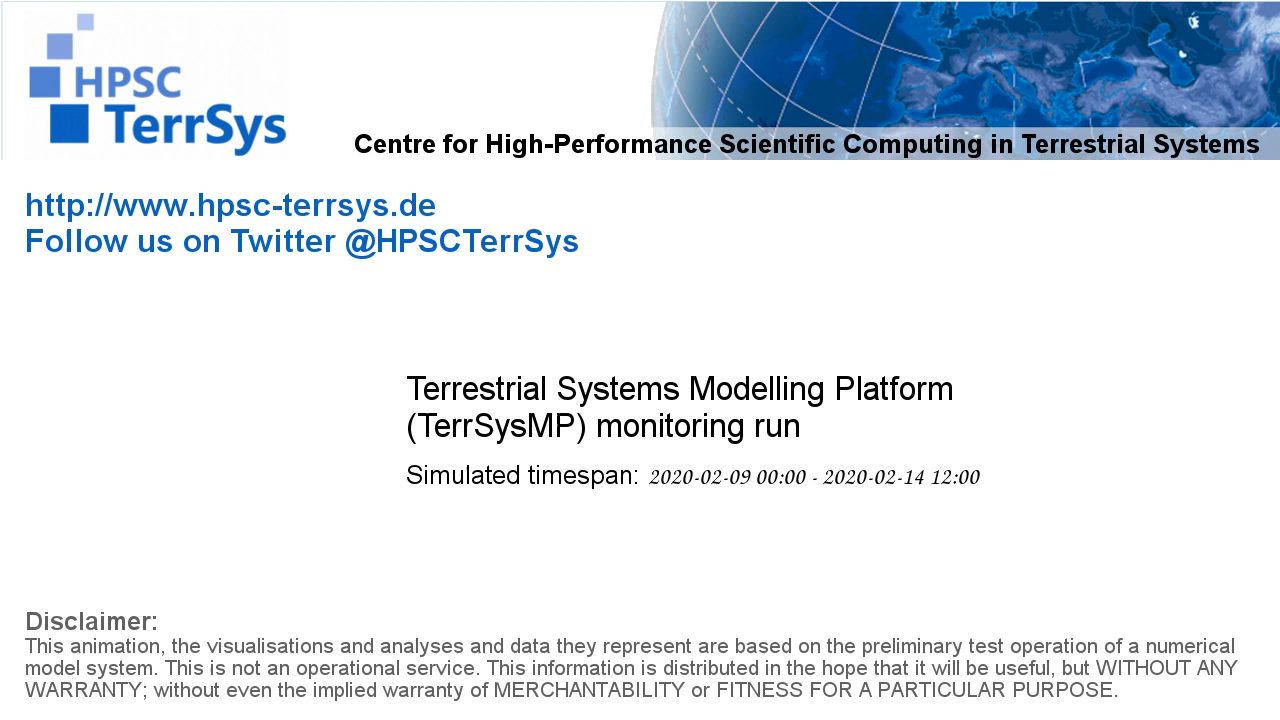 HPSC
TerrSys
Centre for High-Performance Scientific Computing in Terrestrial Systems
http://www.hpsc-terrsys.de
Follow us on Twitter @HPSCTerrSys
Terrestrial Systems Modelling Platform
(TerrSysMP) monitoring run
Simulated timespan: 2020-02-09 00:00 - 2020-02-14 12:00
Disclaimer:
This animation, the visualisations and analyses and data they represent are based on the preliminary test operation of a numerical
model system. This is not an operational service. This information is distributed in the hope that it will be useful, but WITHOUT ANY
WARRANTY; without even the implied warranty of MERCHANTABILITY or FITNESS FOR A PARTICULAR PURPOSE.